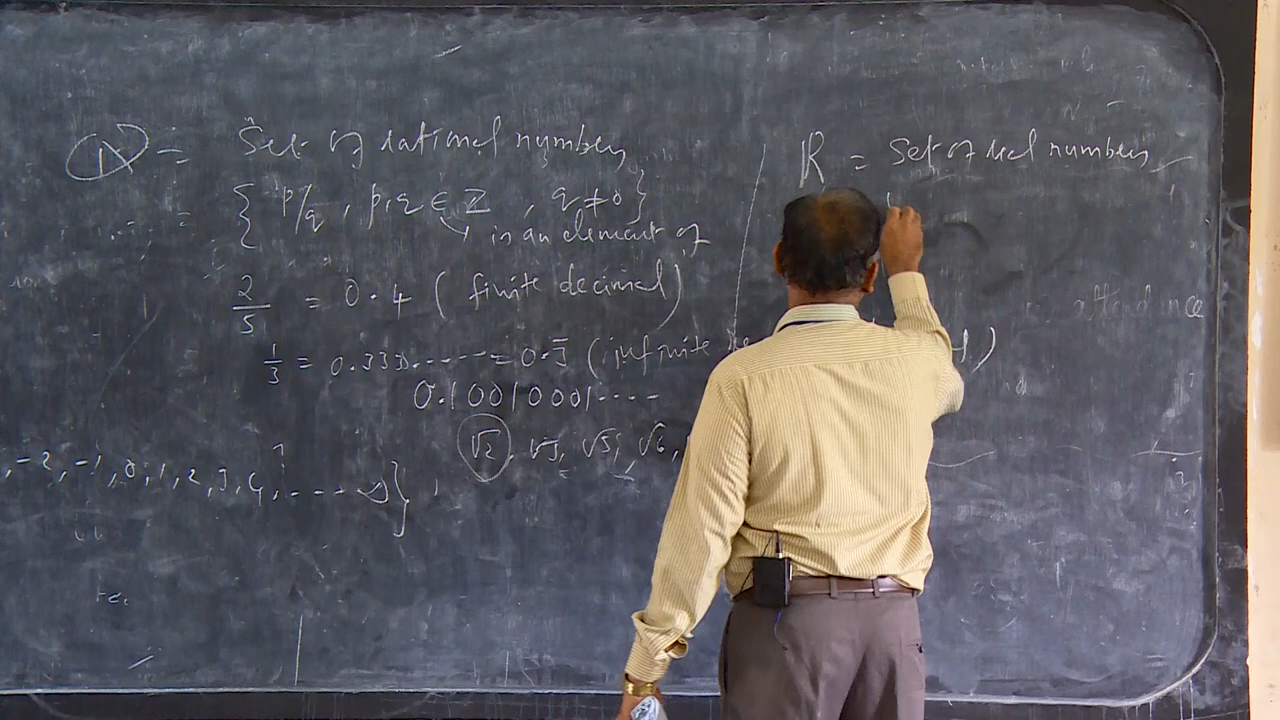 Q = Set of rational numbers
= { p/q , p,q ∈ Z , q ≠ 0 }
↳ is an element of
2/5 = 0.4 ( finite decimal )
1/3 = 0.333...... = 0.3̅ ( infinite
0.10010001....
√2, √3, √5, √6,
, -2, -1, 0, 1, 2, 3, 4, .... ∞ }
R = Set of real numbers
attendance